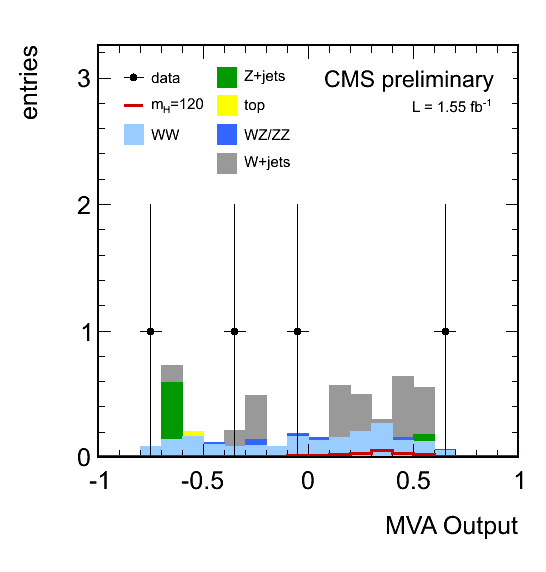 entries
3
2
1
0
data
m_H=120
WW
Z+jets
top
WZ/ZZ
W+jets
CMS preliminary
L = 1.55 fb⁻¹
-1 -0.5 0 0.5 1
MVA Output